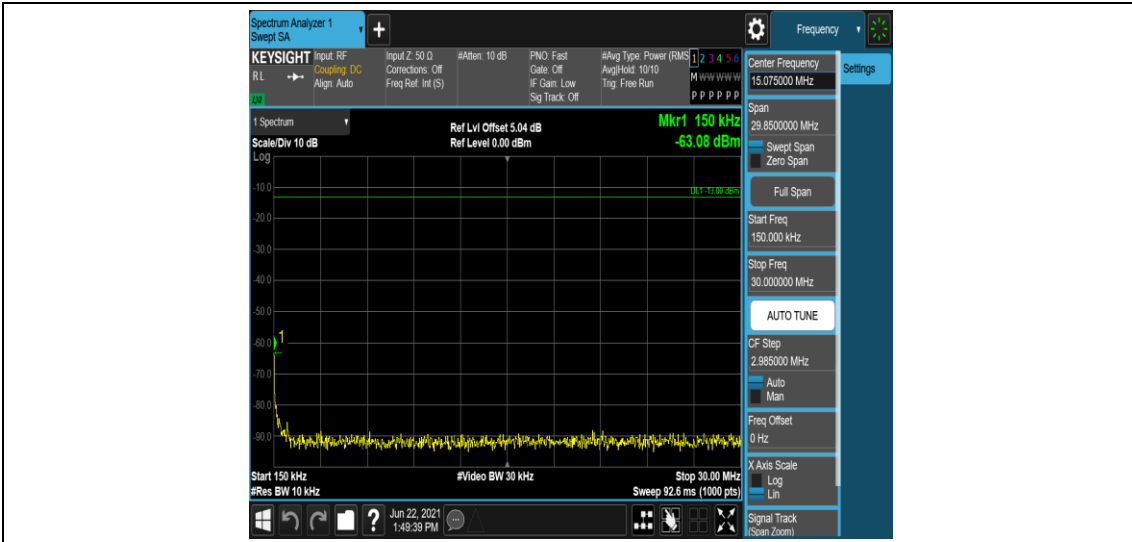 Spectrum Analyzer 1
Swept SA
+
Frequency
KEYSIGHT
RL
LXI
Input: RF
Coupling: DC
Align: Auto
Input Z: 50 Ω
Corrections: Off
Freq Ref: Int (S)
#Atten: 10 dB
PNO: Fast
Gate: Off
IF Gain: Low
Sig Track: Off
#Avg Type: Power (RMS
Avg|Hold: 10/10
Trig: Free Run
1 2 3 4 5 6
M W W W W W
P P P P P P
1 Spectrum
Scale/Div 10 dB
Log
Ref Lvl Offset 5.04 dB
Ref Level 0.00 dBm
Mkr1 150 kHz
-63.08 dBm
DL1 -13.00 dBm
-10.0
-20.0
-30.0
-40.0
-50.0
-60.0
-70.0
-80.0
-90.0
1
Start 150 kHz
#Res BW 10 kHz
#Video BW 30 kHz
Stop 30.00 MHz
Sweep 92.6 ms (1000 pts)
Jun 22, 2021
1:49:39 PM
?
Center Frequency
15.075000 MHz
Span
29.8500000 MHz
Swept Span
Zero Span
Full Span
Start Freq
150.000 kHz
Stop Freq
30.000000 MHz
AUTO TUNE
CF Step
2.985000 MHz
Auto
Man
Freq Offset
0 Hz
X Axis Scale
Log
Lin
Signal Track
(Span Zoom)
Settings